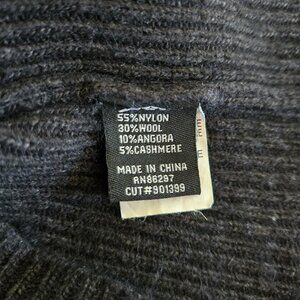 55%NYLON
30%WOOL
10%ANGORA
5%CASHMERE
MADE IN CHINA
RN86297
CUT#901399